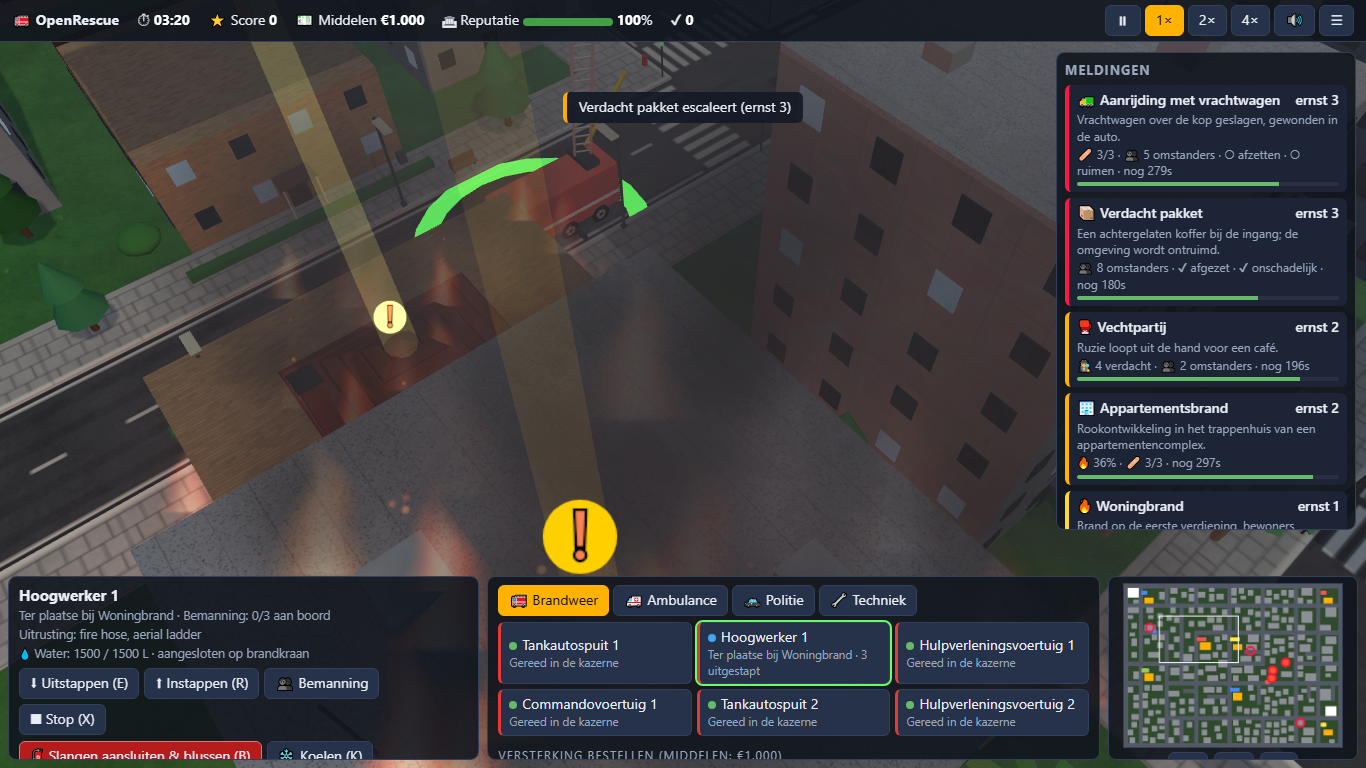 OpenRescue
03:20
Score 0
Middelen €1.000
Reputatie 100%
✓ 0
1×
2×
4×
Verdacht pakket escaleert (ernst 3)
MELDINGEN
Aanrijding met vrachtwagen ernst 3
Vrachtwagen over de kop geslagen, gewonden in
de auto.
3/3 · 5 omstanders · afzetten ·
ruimen · nog 279s
Verdacht pakket ernst 3
Een achtergelaten koffer bij de ingang; de
omgeving wordt ontruimd.
8 omstanders · ✓ afgezet · ✓ onschadelijk ·
nog 180s
Vechtpartij ernst 2
Ruzie loopt uit de hand voor een café.
4 verdacht · 2 omstanders · nog 196s
Appartementsbrand ernst 2
Rookontwikkeling in het trappenhuis van een
appartementencomplex.
36% · 3/3 · nog 297s
Woningbrand ernst 1
Brand op de eerste verdieping, bewoners
Hoogwerker 1
Ter plaatse bij Woningbrand · Bemanning: 0/3 aan boord
Uitrusting: fire hose, aerial ladder
Water: 1500 / 1500 L · aangesloten op brandkraan
Uitstappen (E)
Instappen (R)
Bemanning
Stop (X)
Slangen aansluiten & blussen (B)
Koelen (K)
Brandweer
Ambulance
Politie
Techniek
Tankautospuit 1
Gereed in de kazerne
Hoogwerker 1
Ter plaatse bij Woningbrand · 3
uitgestapt
Hulpverleningsvoertuig 1
Gereed in de kazerne
Commandovoertuig 1
Gereed in de kazerne
Tankautospuit 2
Gereed in de kazerne
Hulpverleningsvoertuig 2
Gereed in de kazerne
VERSTERKING BESTELLEN (MIDDELEN: €1.000)